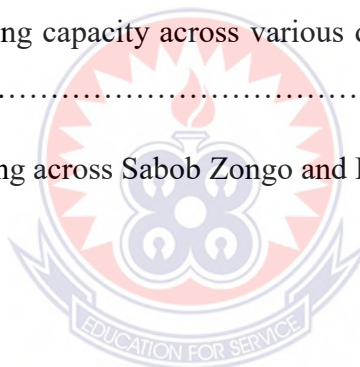 ng capacity across various
.......................................
ng across Sabob Zongo and
EDUCATION FOR SERVICE